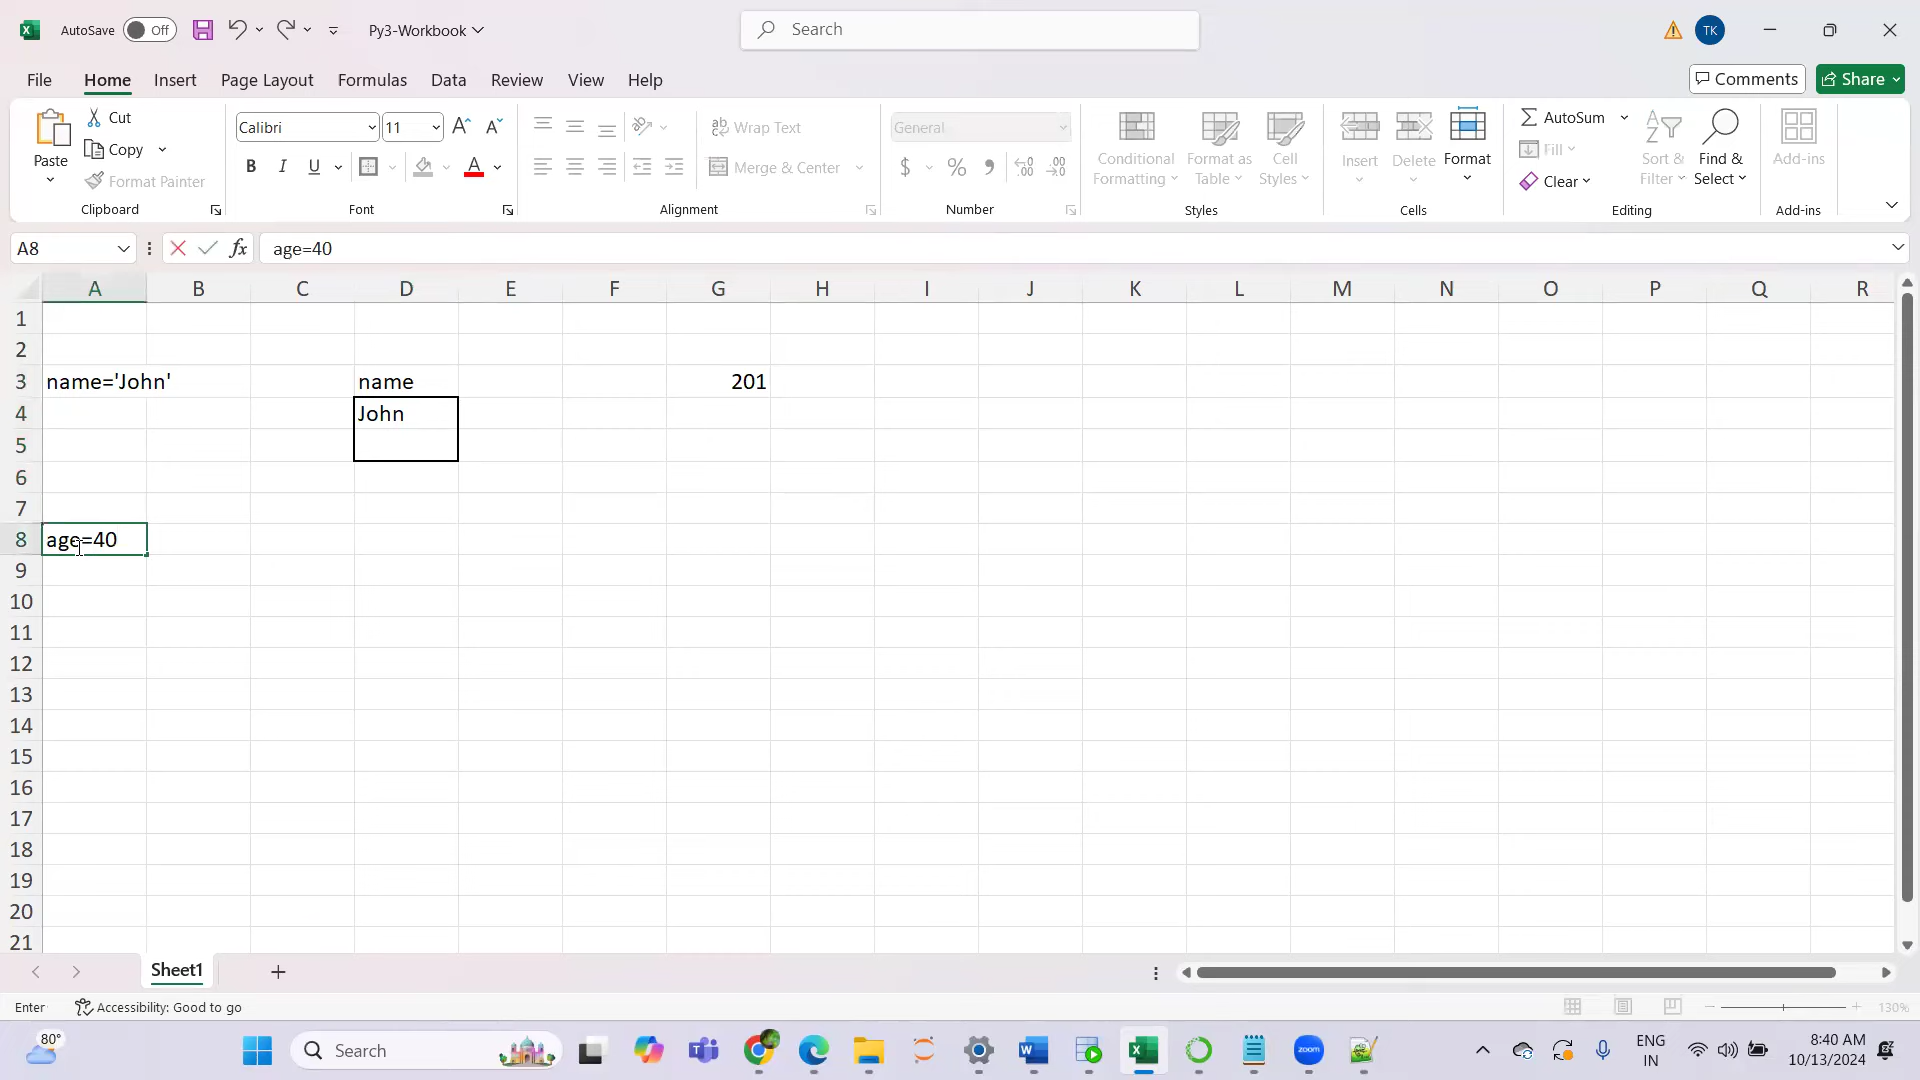 AutoSave Off Py3-Workbook Search TK
File Home Insert Page Layout Formulas Data Review View Help Comments Share
Paste Cut Copy Format Painter Clipboard
Calibri 11 A A B I U A Font
ab Wrap Text Merge & Center Alignment
General $ % Number
Conditional Formatting Format as Table Cell Styles Styles
Insert Delete Format Cells
AutoSum Fill Clear Sort & Filter Find & Select Editing
Add-ins Add-ins
A8 fx age=40
A B C D E F G H I J K L M N O P Q R
1
2
3 name='John' name 201
4 John
5
6
7
8 age=40
9
10
11
12
13
14
15
16
17
18
19
20
21
Sheet1
Enter Accessibility: Good to go 130%
80° Search zoom ENG IN 8:40 AM 10/13/2024